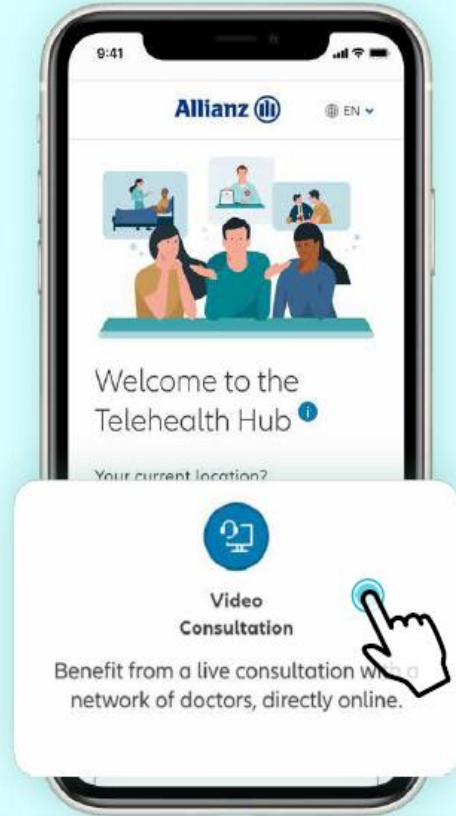 9:41
Allianz
EN
Welcome to the
Telehealth Hub
Your current location?
Video
Consultation
Benefit from a live consultation with a
network of doctors, directly online.